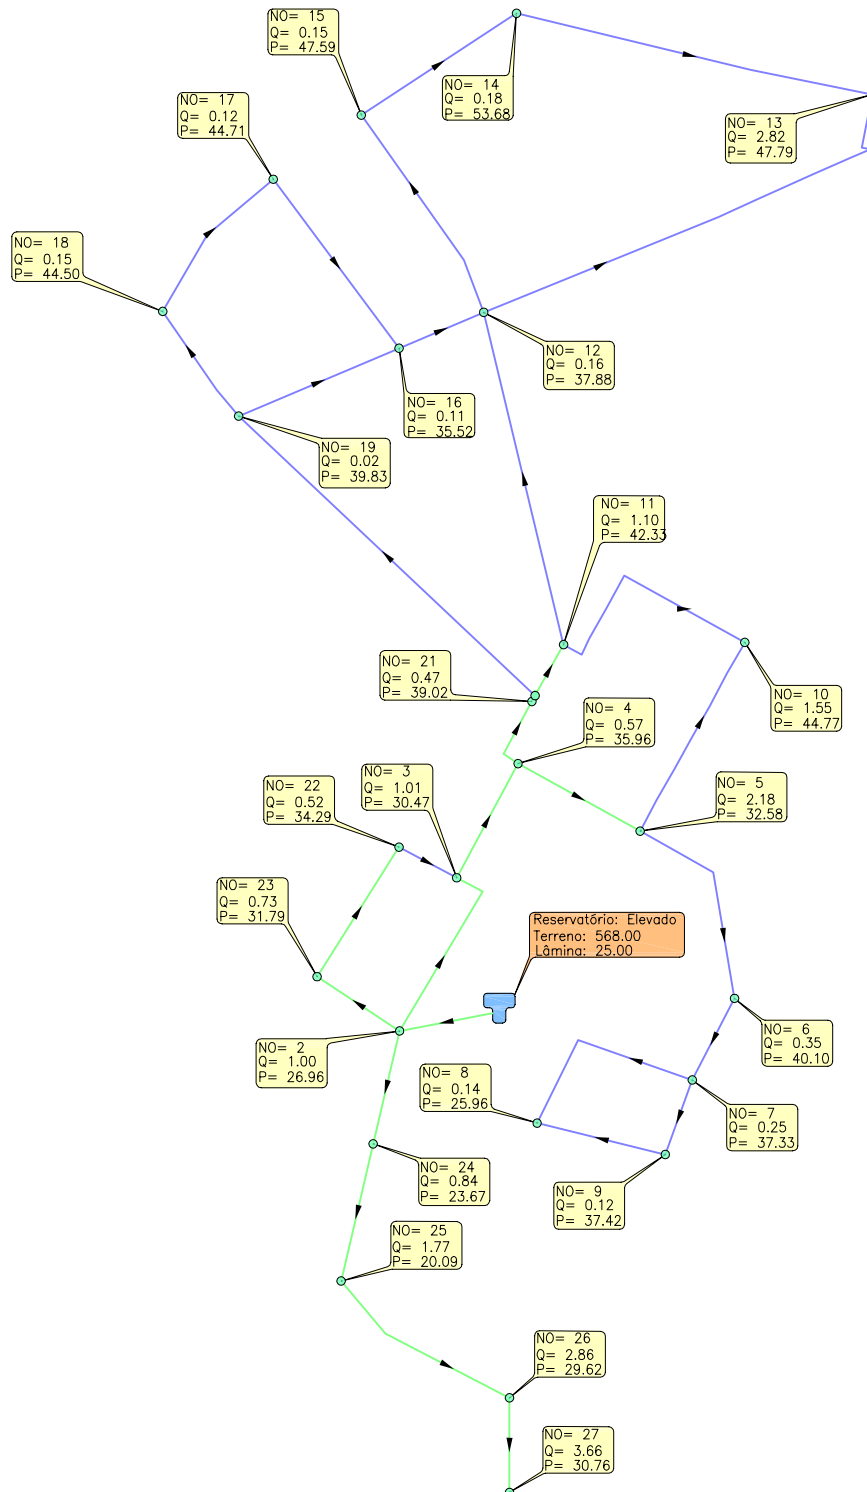 NO= 15
Q= 0.15
P= 47.59
NO= 14
Q= 0.18
P= 53.68
NO= 17
Q= 0.12
P= 44.71
NO= 13
Q= 2.82
P= 47.79
NO= 18
Q= 0.15
P= 44.50
NO= 12
Q= 0.16
P= 37.88
NO= 16
Q= 0.11
P= 35.52
NO= 19
Q= 0.02
P= 39.83
NO= 11
Q= 1.10
P= 42.33
NO= 21
Q= 0.47
P= 39.02
NO= 10
Q= 1.55
P= 44.77
NO= 4
Q= 0.57
P= 35.96
NO= 3
Q= 1.01
P= 30.47
NO= 22
Q= 0.52
P= 34.29
NO= 5
Q= 2.18
P= 32.58
NO= 23
Q= 0.73
P= 31.79
Reservatório: Elevado
Terreno: 568.00
Lâmina: 25.00
NO= 6
Q= 0.35
P= 40.10
NO= 2
Q= 1.00
P= 26.96
NO= 8
Q= 0.14
P= 25.96
NO= 7
Q= 0.25
P= 37.33
NO= 24
Q= 0.84
P= 23.67
NO= 9
Q= 0.12
P= 37.42
NO= 25
Q= 1.77
P= 20.09
NO= 26
Q= 2.86
P= 29.62
NO= 27
Q= 3.66
P= 30.76